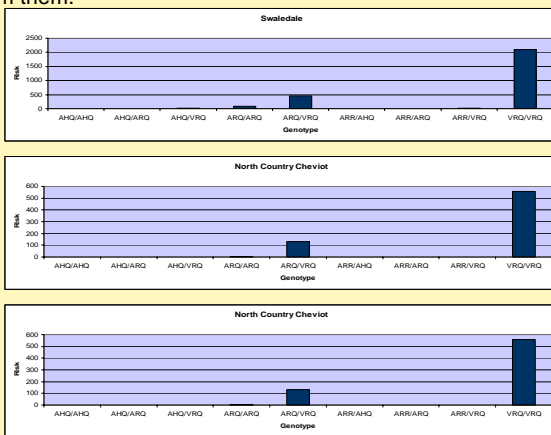 n them.
Swaledale
2500
2000
1500
1000
500
0
Risk
AHQ/AHQ AHQ/ARQ AHQ/VRQ ARQ/ARQ ARQ/VRQ ARR/AHQ ARR/ARQ ARR/VRQ VRQ/VRQ
Genotype
North Country Cheviot
600
500
400
300
200
100
0
Risk
AHQ/AHQ AHQ/ARQ AHQ/VRQ ARQ/ARQ ARQ/VRQ ARR/AHQ ARR/ARQ ARR/VRQ VRQ/VRQ
Genotype
North Country Cheviot
600
500
400
300
200
100
0
Risk
AHQ/AHQ AHQ/ARQ AHQ/VRQ ARQ/ARQ ARQ/VRQ ARR/AHQ ARR/ARQ ARR/VRQ VRQ/VRQ
Genotype